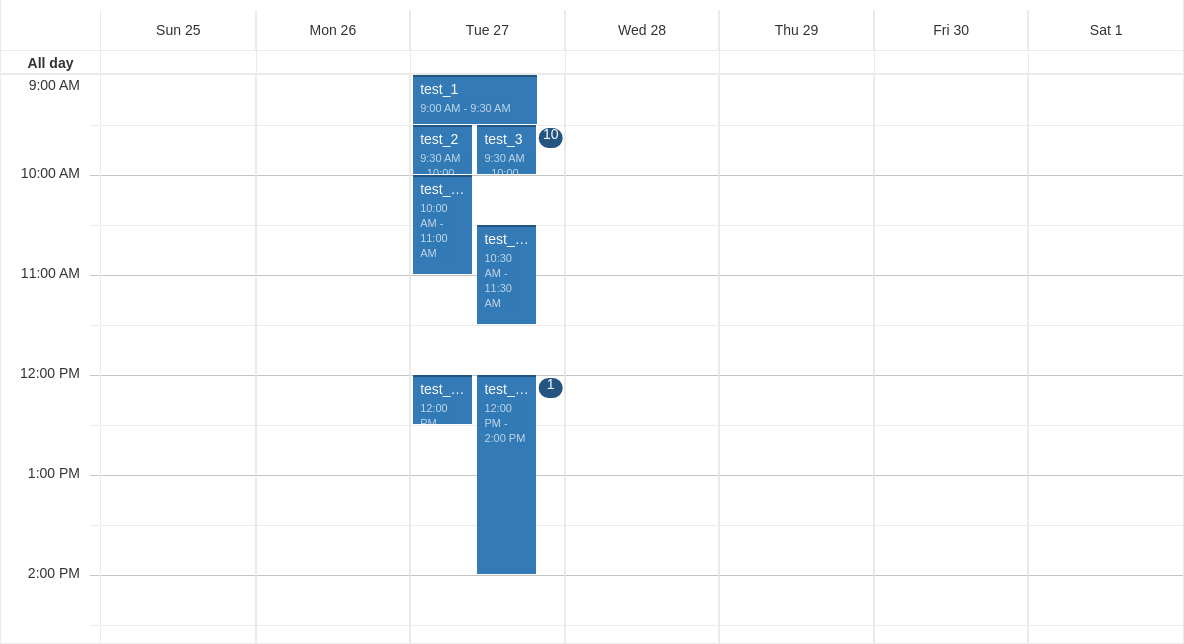 Sun 25 Mon 26 Tue 27 Wed 28 Thu 29 Fri 30 Sat 1
All day
9:00 AM
10:00 AM
11:00 AM
12:00 PM
1:00 PM
2:00 PM
test_1
9:00 AM - 9:30 AM
test_2
9:30 AM
- 10:00
test_3
9:30 AM
- 10:00
10
test_…
10:00
AM -
11:00
AM
test_…
10:30
AM -
11:30
AM
test_…
12:00
PM
test_…
12:00
PM -
2:00 PM
1